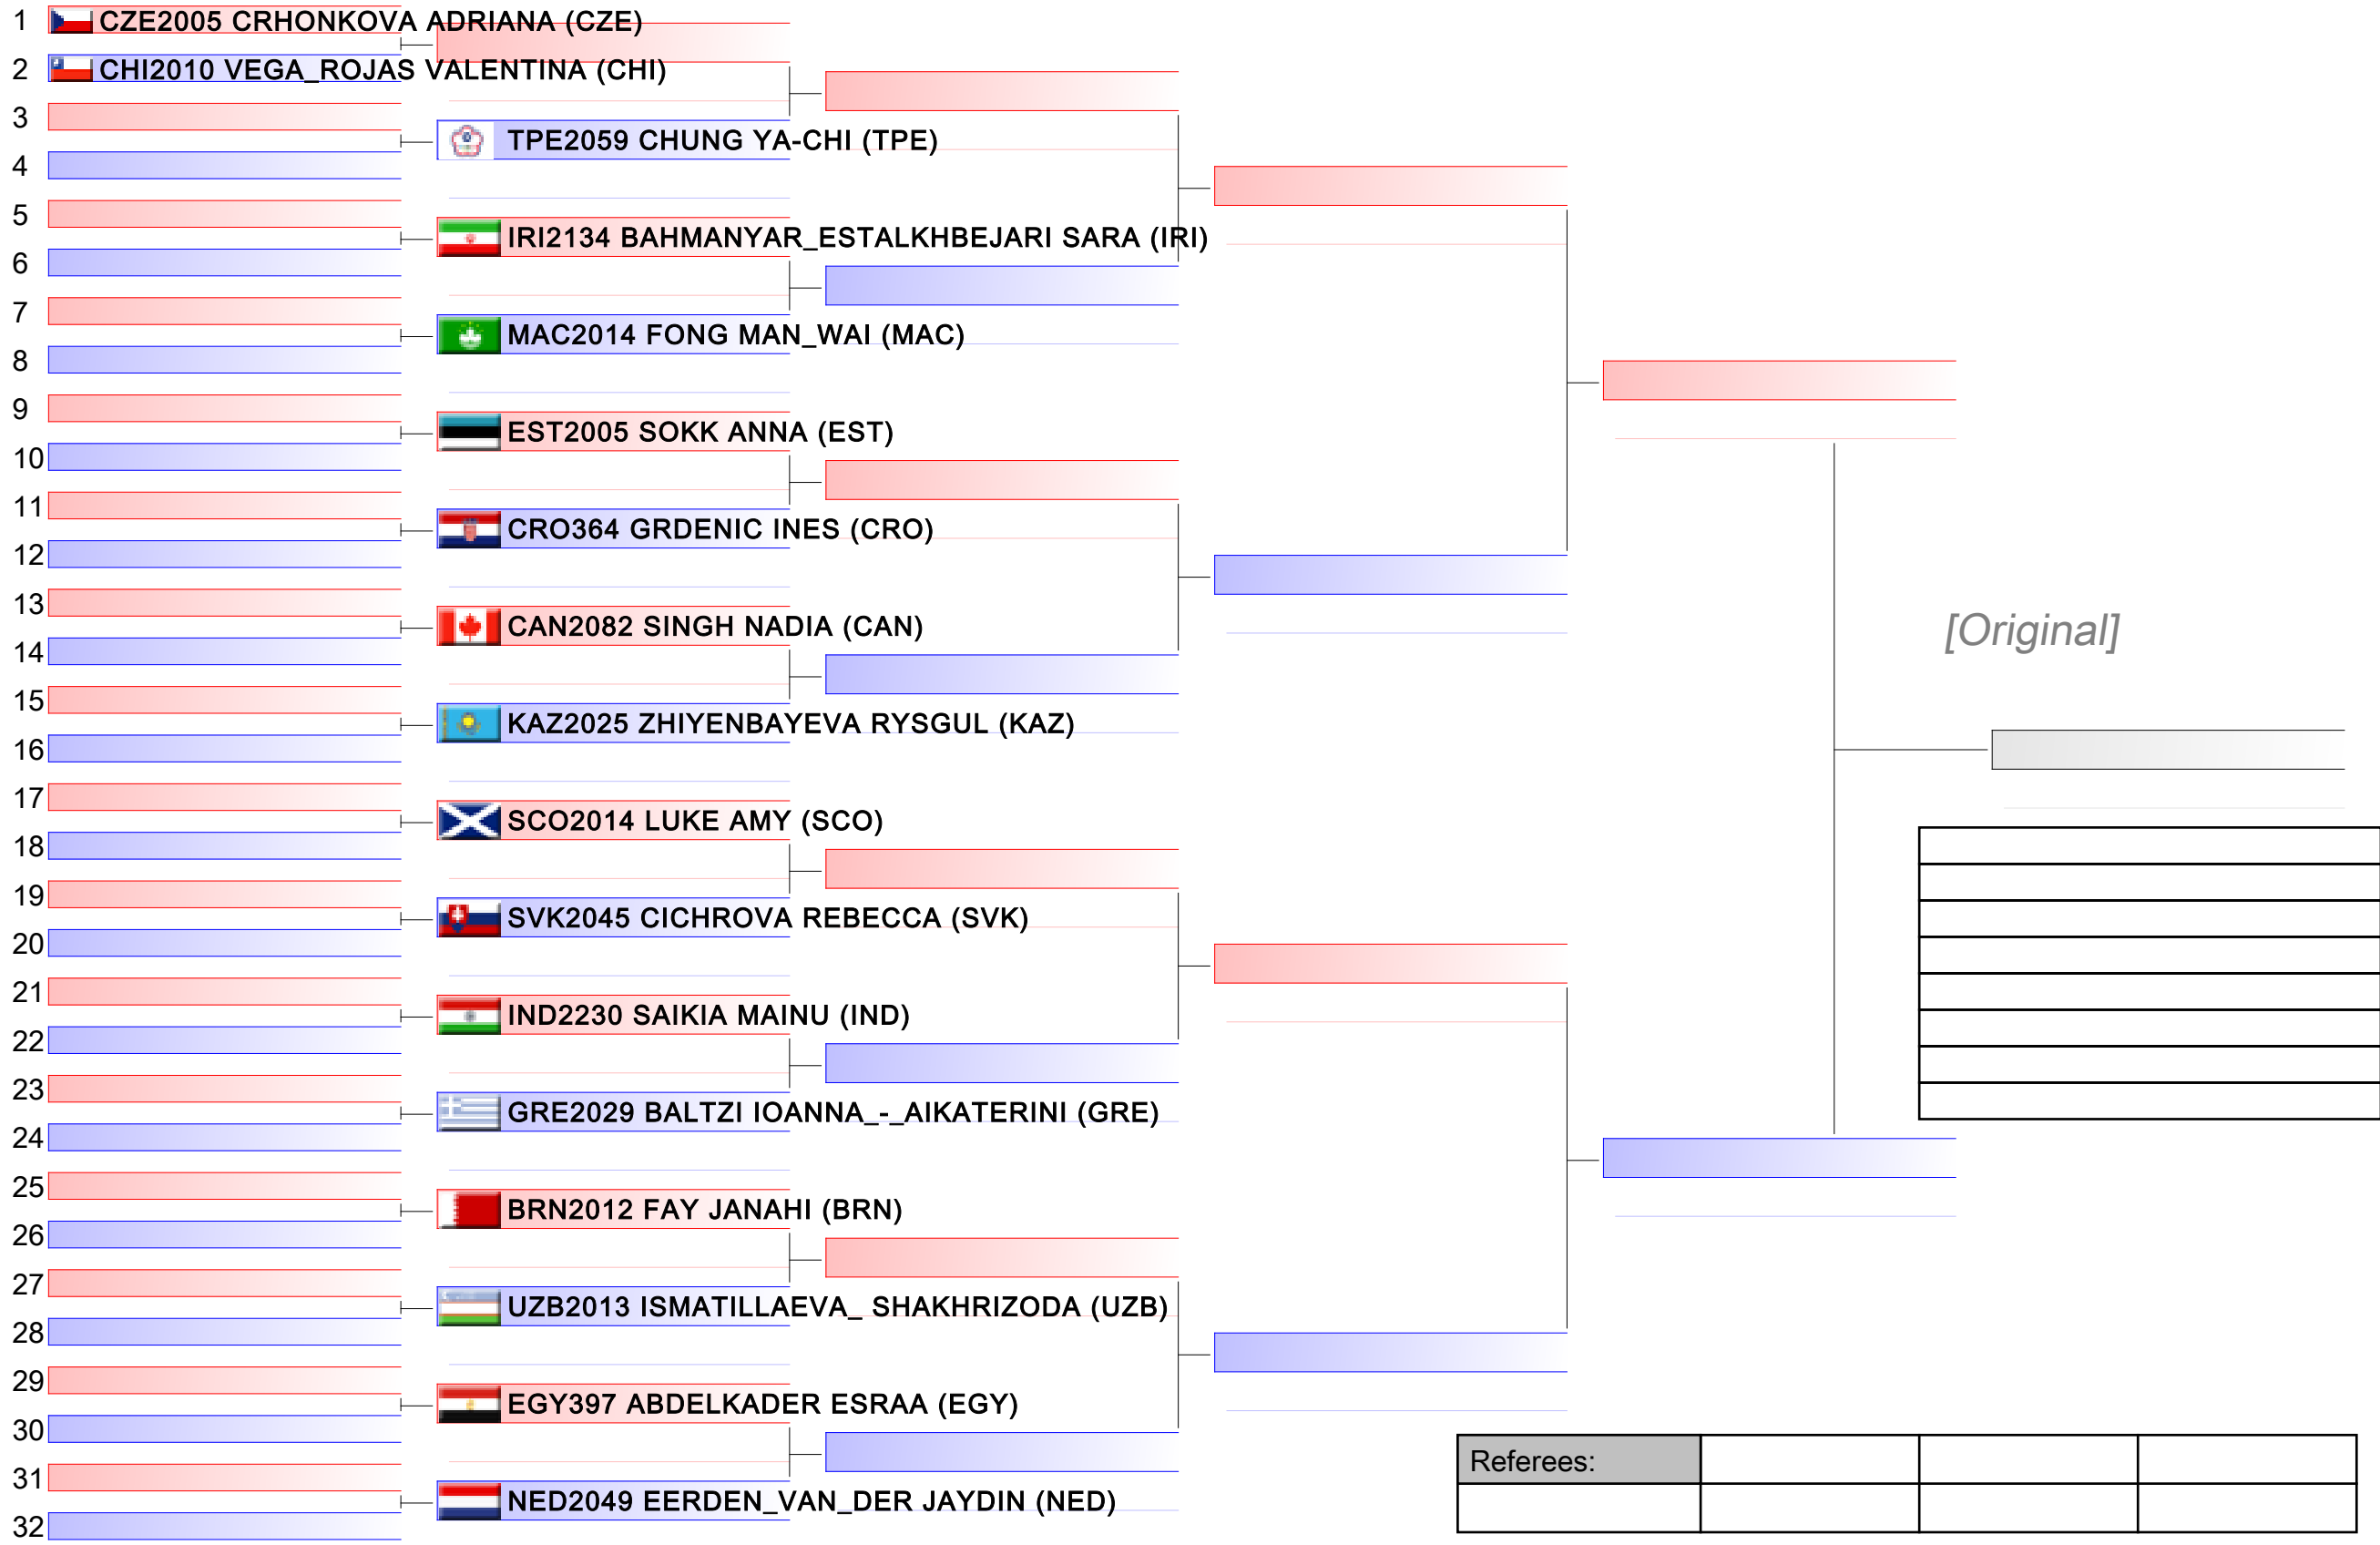 1 CZE2005 CRHONKOVA ADRIANA (CZE)
2 CHI2010 VEGA_ROJAS VALENTINA (CHI)
3
TPE2059 CHUNG YA-CHI (TPE)
4
5
IRI2134 BAHMANYAR_ESTALKHBEJARI SARA (IRI)
6
7
MAC2014 FONG MAN_WAI (MAC)
8
9
EST2005 SOKK ANNA (EST)
10
11
CRO364 GRDENIC INES (CRO)
12
13
CAN2082 SINGH NADIA (CAN)
[Original]
14
15
KAZ2025 ZHIYENBAYEVA RYSGUL (KAZ)
16
17
SCO2014 LUKE AMY (SCO)
18
19
SVK2045 CICHROVA REBECCA (SVK)
20
21
IND2230 SAIKIA MAINU (IND)
22
23
GRE2029 BALTZI IOANNA_-_AIKATERINI (GRE)
24
25
BRN2012 FAY JANAHI (BRN)
26
27
UZB2013 ISMATILLAEVA_ SHAKHRIZODA (UZB)
28
29
EGY397 ABDELKADER ESRAA (EGY)
30
Referees:
31
NED2049 EERDEN_VAN_DER JAYDIN (NED)
32